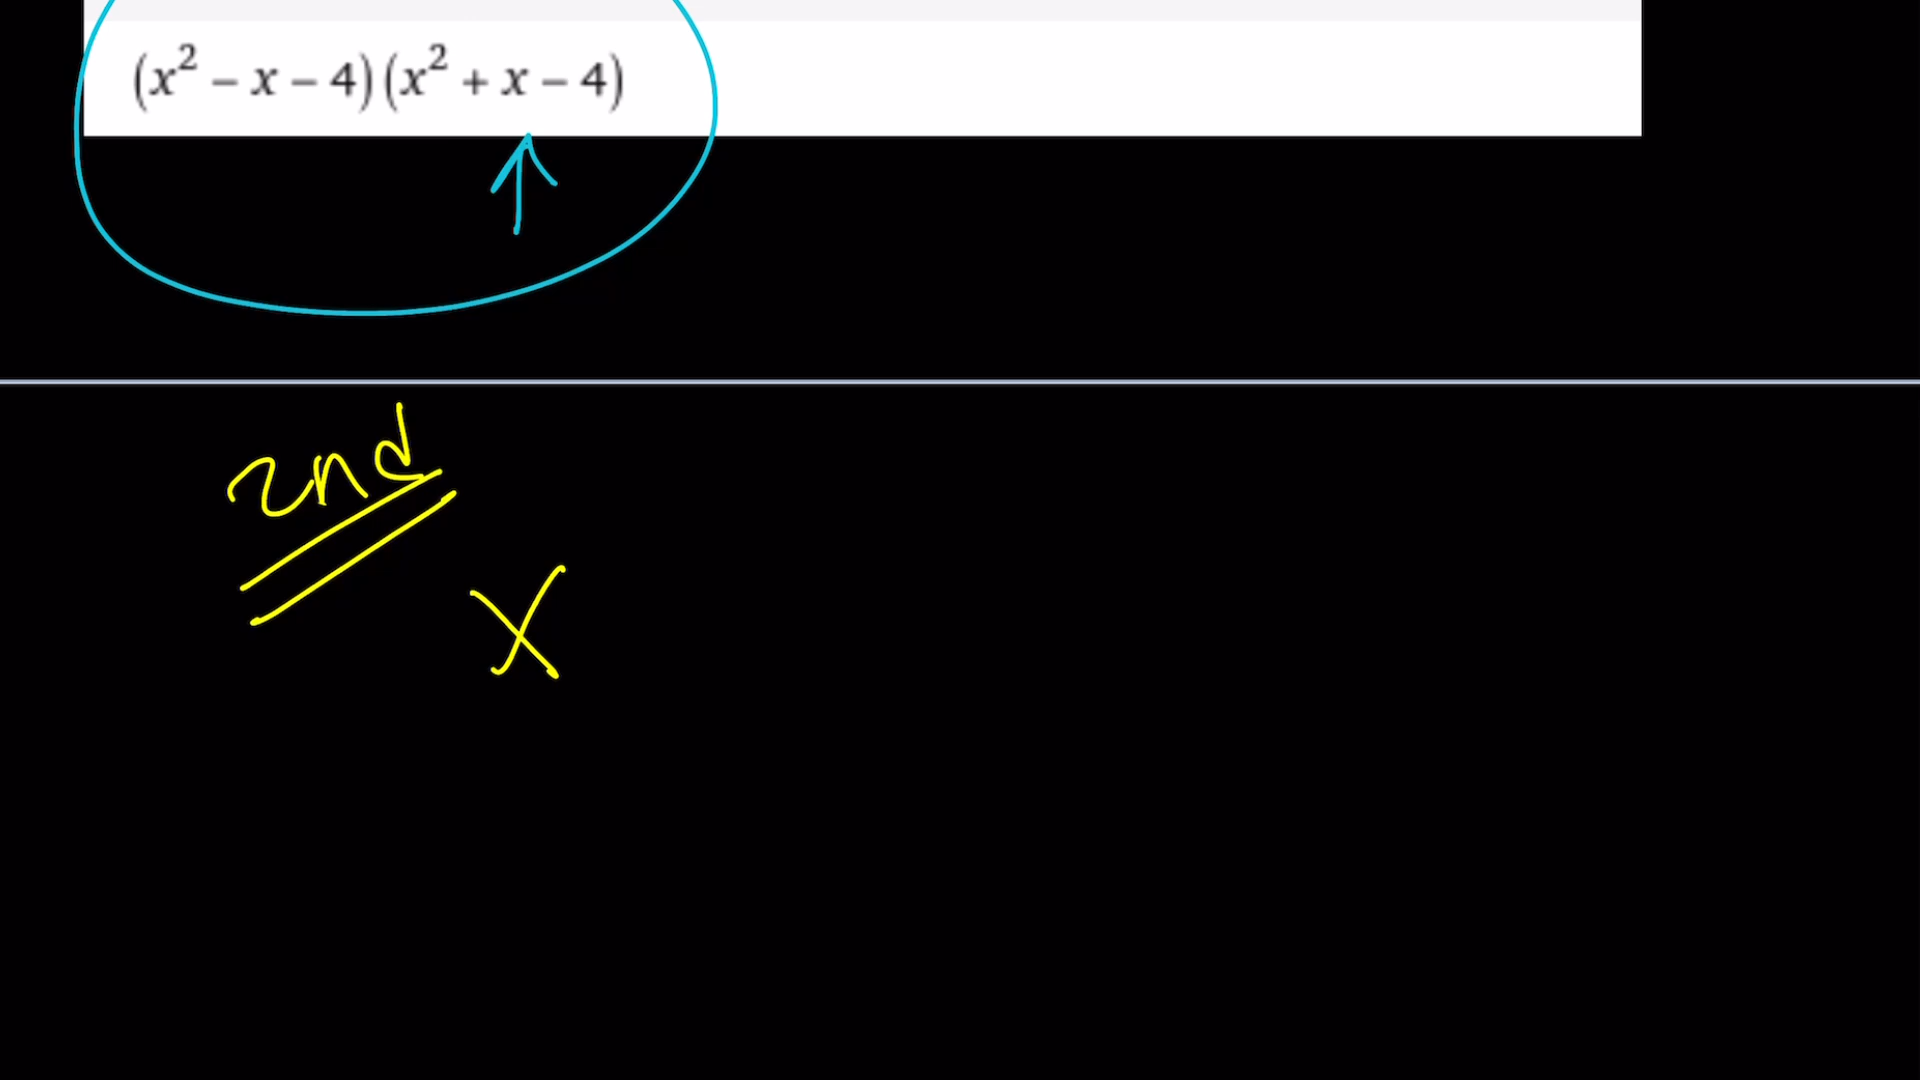 (x² – x – 4)(x² + x – 4)
2nd
x